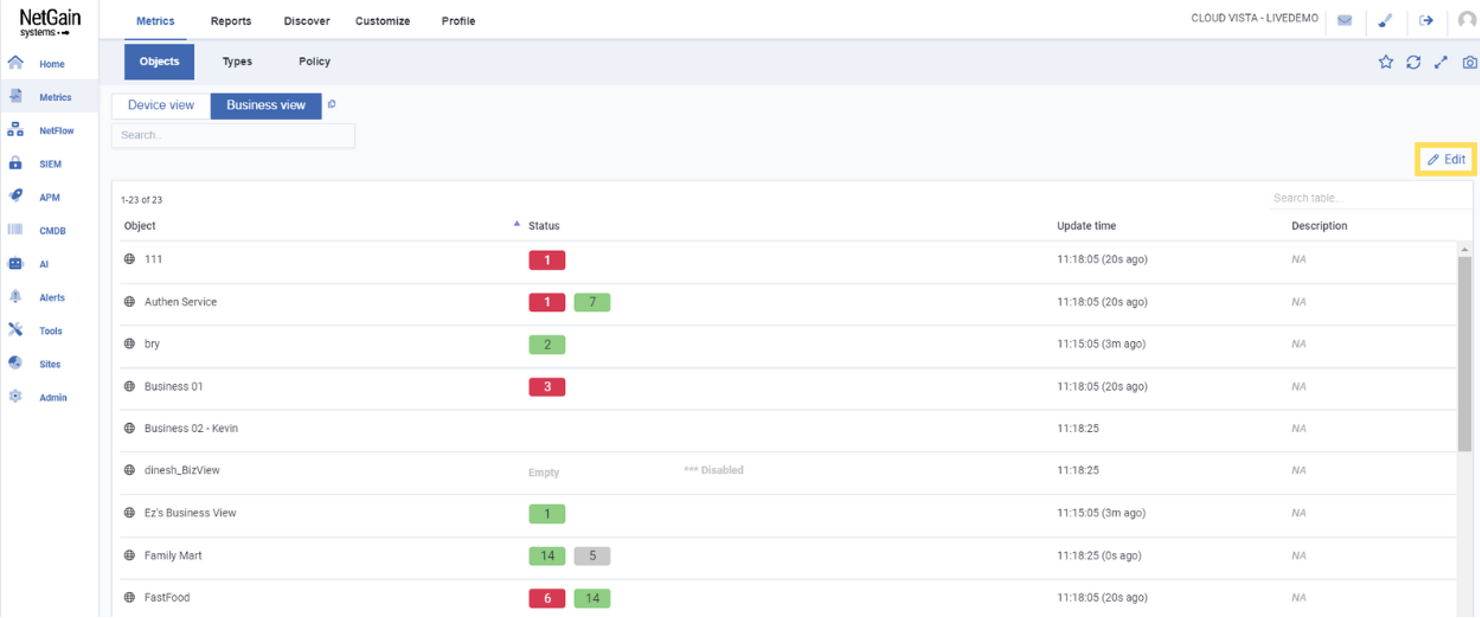 NetGain
systems
Metrics Reports Discover Customize Profile
CLOUD VISTA - LIVEDEMO
Home
Metrics
NetFlow
SIEM
APM
CMDB
AI
Alerts
Tools
Sites
Admin
Objects Types Policy
Device view Business view
Search..
Edit
1-23 of 23
Search table...
Object Status Update time Description
111 1 11:18:05 (20s ago) NA
Authen Service 1 7 11:18:05 (20s ago) NA
bry 2 11:15:05 (3m ago) NA
Business 01 3 11:18:05 (20s ago) NA
Business 02 - Kevin 11:18:25 NA
dinesh_BizView Empty *** Disabled 11:18:25 NA
Ez's Business View 1 11:15:05 (3m ago) NA
Family Mart 14 5 11:18:25 (0s ago) NA
FastFood 6 14 11:18:05 (20s ago) NA